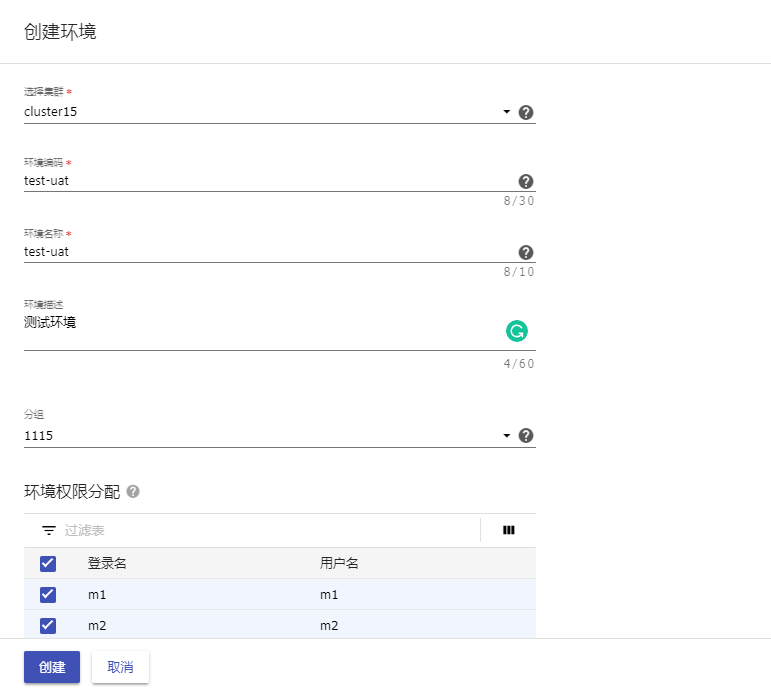 创建环境
选择集群 *
cluster15
环境编码 *
test-uat
8/30
环境名称 *
test-uat
8/10
环境描述
测试环境
4/60
分组
1115
环境权限分配
过滤表
登录名 用户名
m1 m1
m2 m2
创建 取消